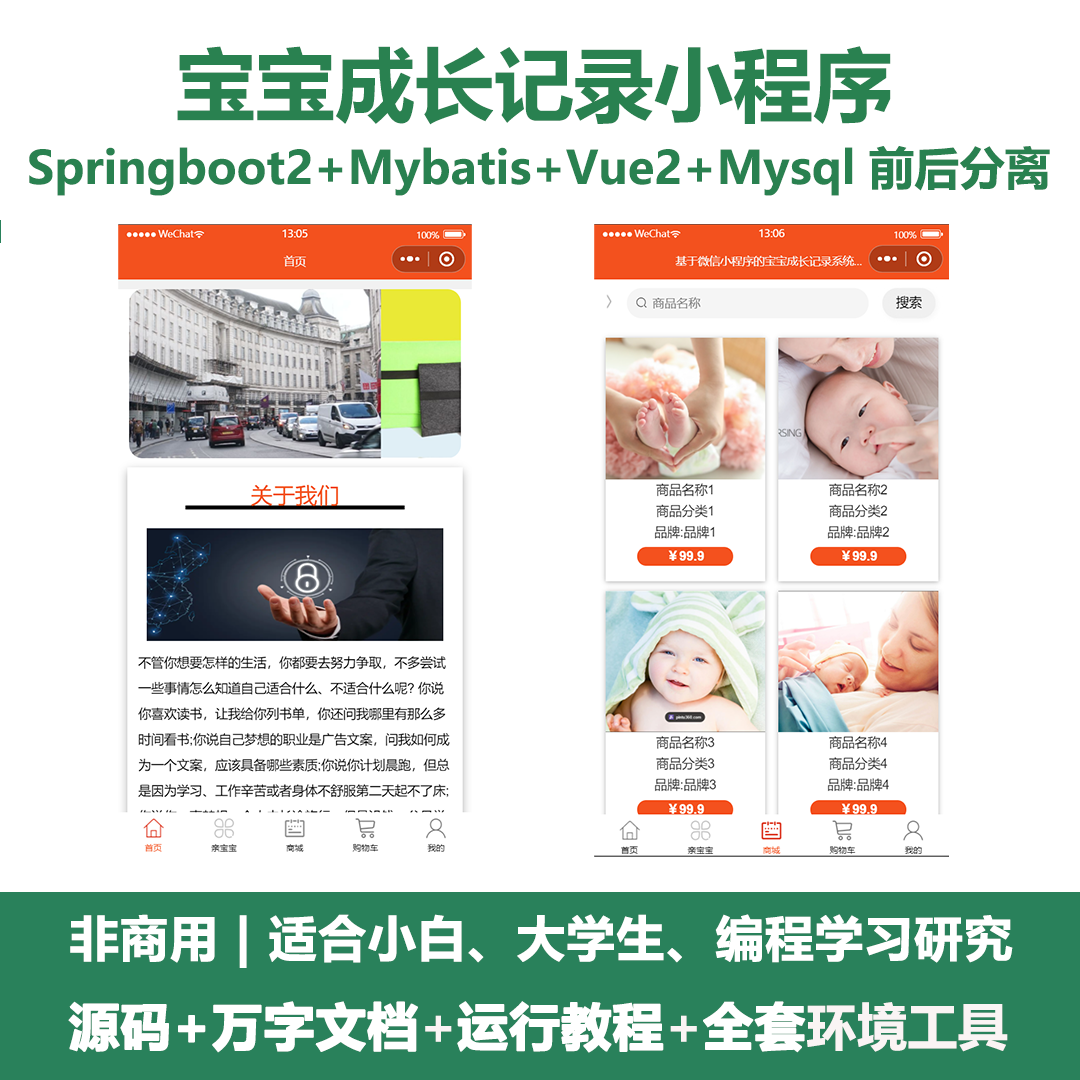 宝宝成长记录小程序
Springboot2+Mybatis+Vue2+Mysql 前后分离
WeChat 13:05 100%
首页
关于我们
不管你想要怎样的生活，你都要去努力争取，不多尝试
一些事情怎么知道自己适合什么、不适合什么呢? 你说
你喜欢读书，让我给你列书单，你还问我哪里有那么多
时间看书;你说自己梦想的职业是广告文案，问我如何成
为一个文案，应该具备哪些素质;你说你计划晨跑，但总
是因为学习、工作辛苦或者身体不舒服第二天起不了床;
首页 亲宝宝 商城 购物车 我的
WeChat 13:06 100%
基于微信小程序的宝宝成长记录系统...
商品名称 搜索
RSING
商品名称1 商品名称2
商品分类1 商品分类2
品牌:品牌1 品牌:品牌2
￥99.9 ￥99.9
商品名称3 商品名称4
商品分类3 商品分类4
品牌:品牌3 品牌:品牌4
￥99.9 ￥99.9
首页 亲宝宝 商城 购物车 我的
非商用 | 适合小白、大学生、编程学习研究
源码+万字文档+运行教程+全套环境工具